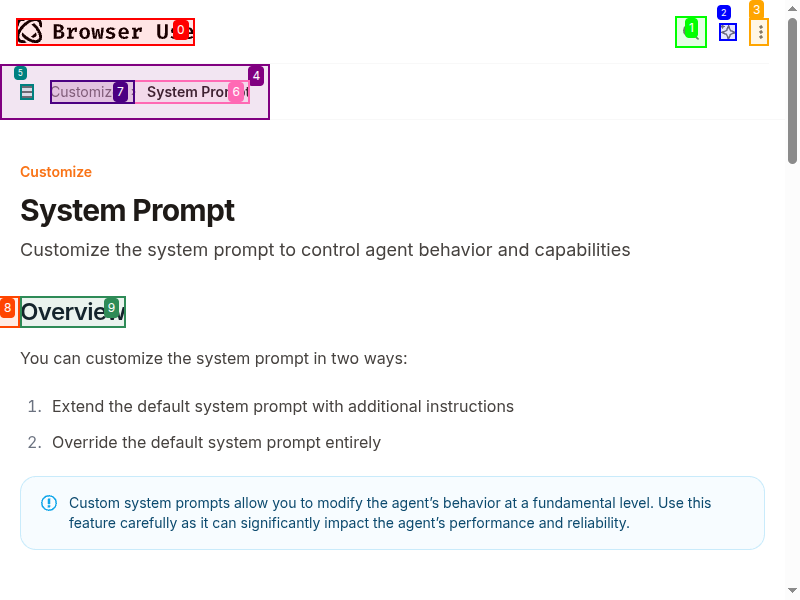 Browser Use
0
1
2
3
4
5
Customiz
7
System Prompt
6
Customize
System Prompt
Customize the system prompt to control agent behavior and capabilities
8
Overview
9
You can customize the system prompt in two ways:
1. Extend the default system prompt with additional instructions
2. Override the default system prompt entirely
Custom system prompts allow you to modify the agent’s behavior at a fundamental level. Use this
feature carefully as it can significantly impact the agent’s performance and reliability.